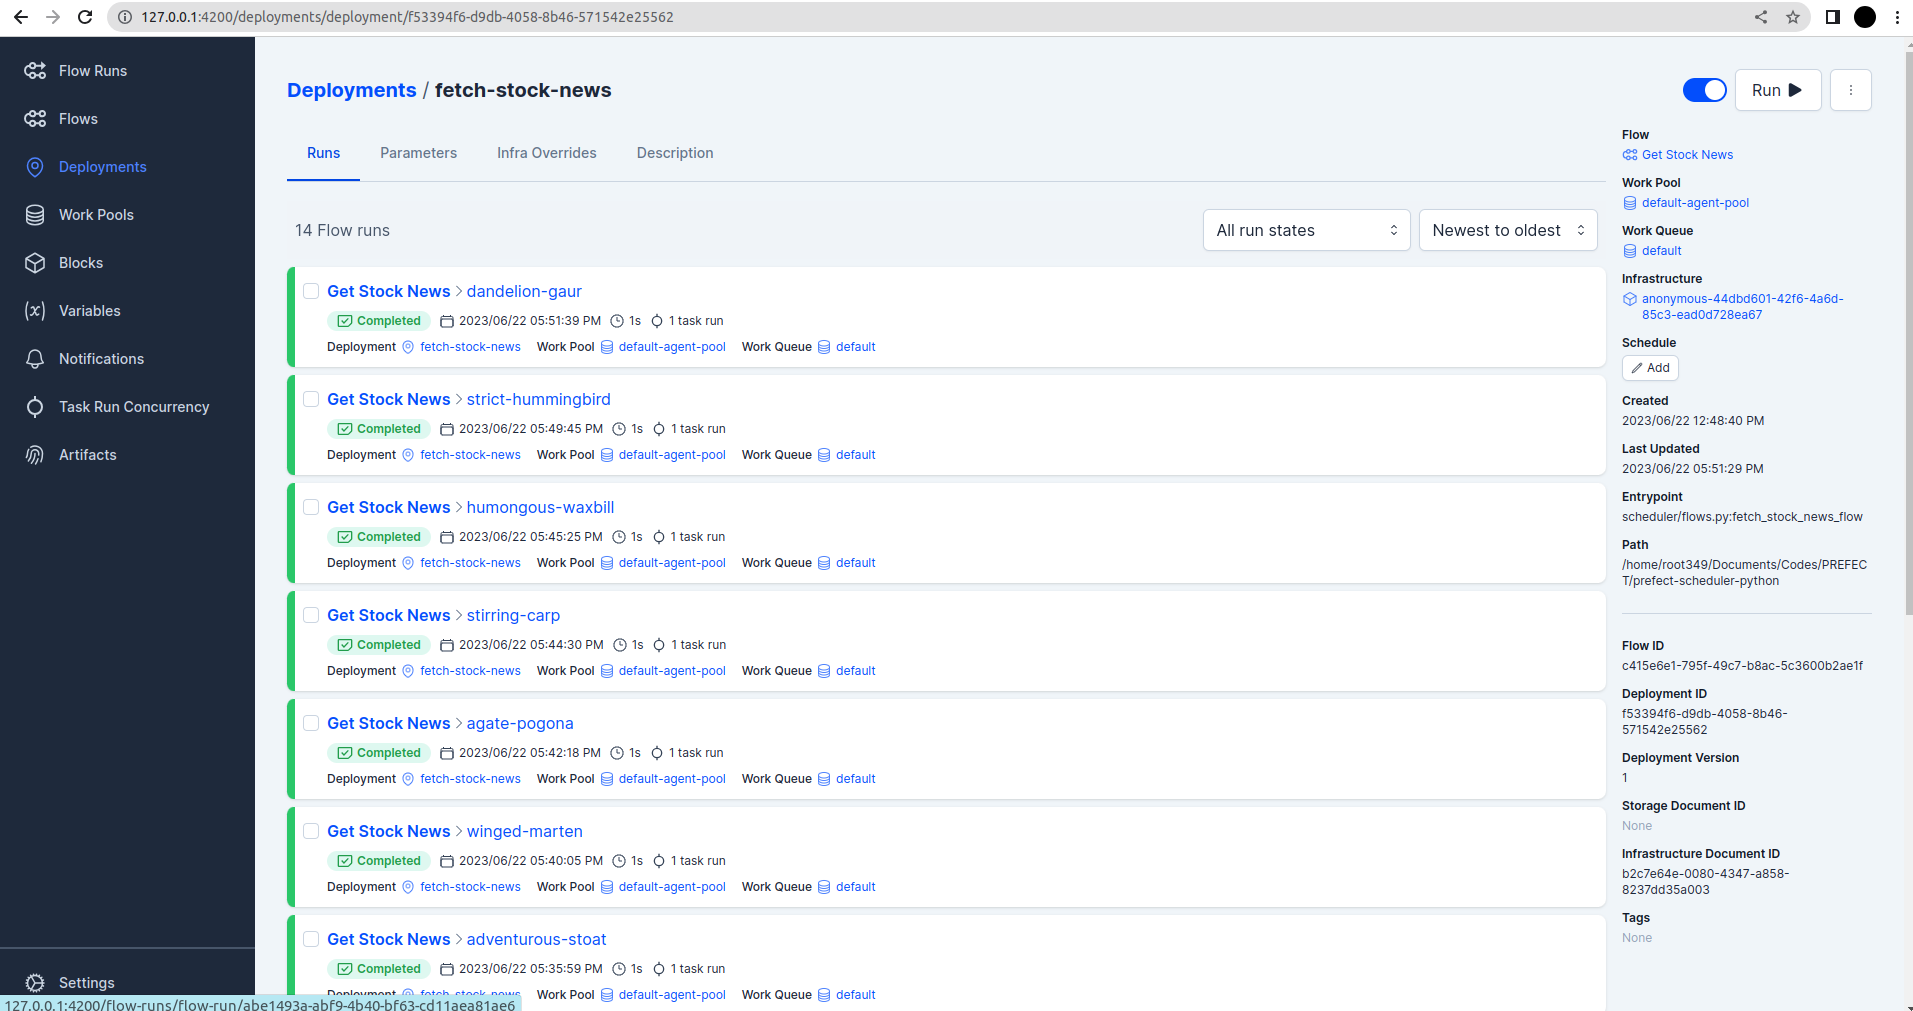 127.0.0.1:4200/deployments/deployment/f53394f6-d9db-4058-8b46-571542e25562
Flow Runs
Flows
Deployments
Work Pools
Blocks
Variables
Notifications
Task Run Concurrency
Artifacts
Settings
Deployments / fetch-stock-news
Run
Runs Parameters Infra Overrides Description
14 Flow runs
All run states
Newest to oldest
Get Stock News > dandelion-gaur
Completed 2023/06/22 05:51:39 PM 1s 1 task run
Deployment fetch-stock-news Work Pool default-agent-pool Work Queue default
Get Stock News > strict-hummingbird
Completed 2023/06/22 05:49:45 PM 1s 1 task run
Deployment fetch-stock-news Work Pool default-agent-pool Work Queue default
Get Stock News > humongous-waxbill
Completed 2023/06/22 05:45:25 PM 1s 1 task run
Deployment fetch-stock-news Work Pool default-agent-pool Work Queue default
Get Stock News > stirring-carp
Completed 2023/06/22 05:44:30 PM 1s 1 task run
Deployment fetch-stock-news Work Pool default-agent-pool Work Queue default
Get Stock News > agate-pogona
Completed 2023/06/22 05:42:18 PM 1s 1 task run
Deployment fetch-stock-news Work Pool default-agent-pool Work Queue default
Get Stock News > winged-marten
Completed 2023/06/22 05:40:05 PM 1s 1 task run
Deployment fetch-stock-news Work Pool default-agent-pool Work Queue default
Get Stock News > adventurous-stoat
Completed 2023/06/22 05:35:59 PM 1s 1 task run
Deployment fetch-stock-news Work Pool default-agent-pool Work Queue default
Flow
Get Stock News
Work Pool
default-agent-pool
Work Queue
default
Infrastructure
anonymous-44dbd601-42f6-4a6d-
85c3-ead0d728ea67
Schedule
Add
Created
2023/06/22 12:48:40 PM
Last Updated
2023/06/22 05:51:29 PM
Entrypoint
scheduler/flows.py:fetch_stock_news_flow
Path
/home/root349/Documents/Codes/PREFEC
T/prefect-scheduler-python
Flow ID
c415e6e1-795f-49c7-b8ac-5c3600b2ae1f
Deployment ID
f53394f6-d9db-4058-8b46-
571542e25562
Deployment Version
1
Storage Document ID
None
Infrastructure Document ID
b2c7e64e-0080-4347-a858-
8237dd35a003
Tags
None
127.0.0.1:4200/flow-runs/flow-run/abe1493a-abf9-4b40-bf63-cd11aea81ae6